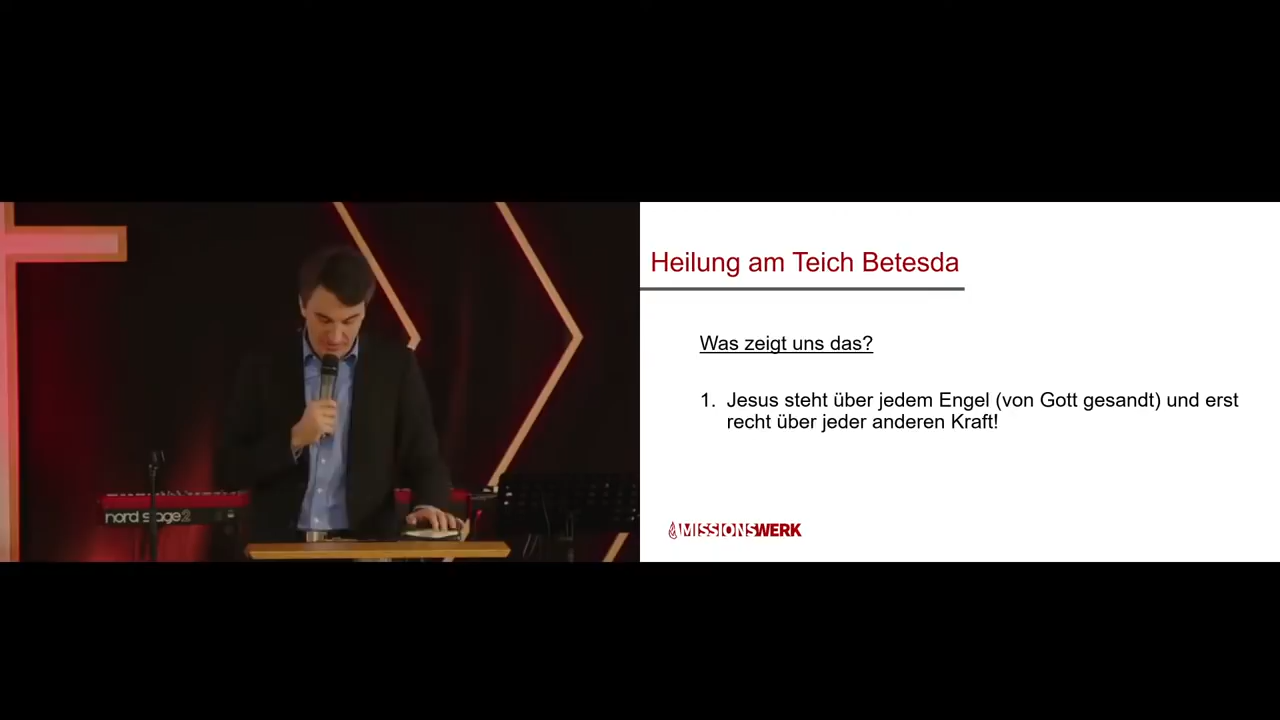 Heilung am Teich Betesda
Was zeigt uns das?
1. Jesus steht über jedem Engel (von Gott gesandt) und erst
recht über jeder anderen Kraft!
nord stage 2
MISSIONSWERK